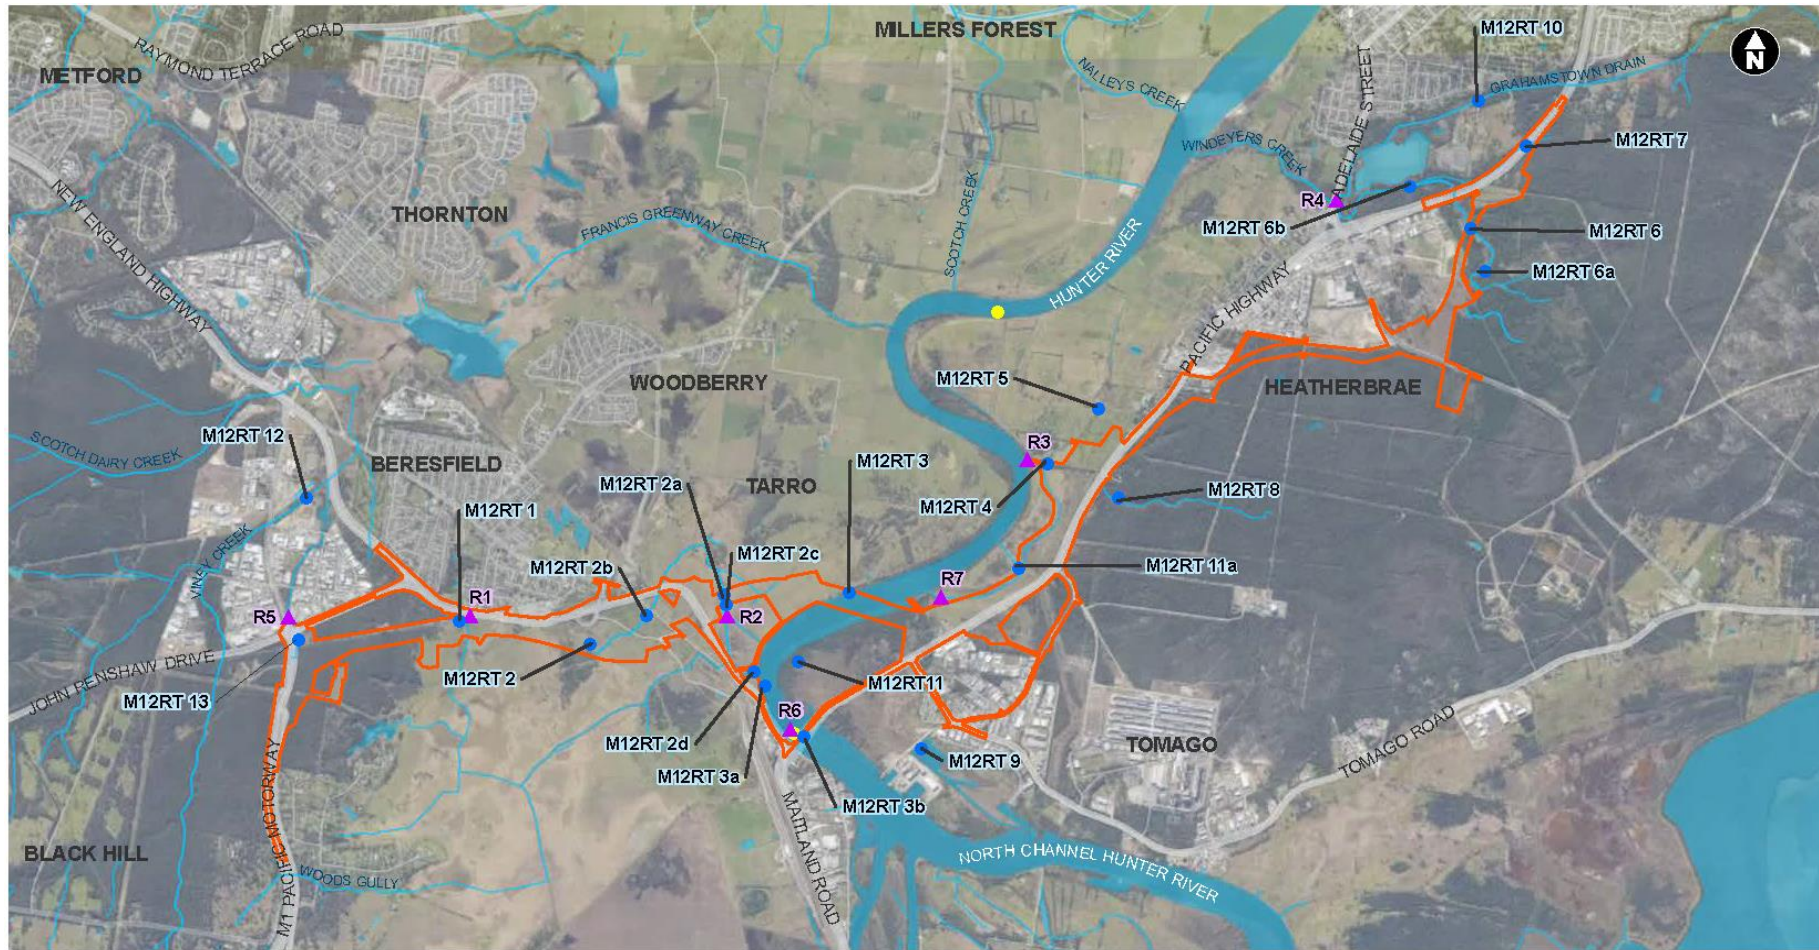 MILLERS FOREST
M12RT 10
RAYMOND TERRACE ROAD
METFORD
N
NALLEYS CREEK
GRAHAMSTOWN DRAIN
ADELAIDE STREET
WINDEYERS CREEK
M12RT 7
NEW ENGLAND HIGHWAY
THORNTON
FRANCIS GREENWAY CREEK
SCOTCH CREEK
HUNTER RIVER
R4
M12RT 6b
M12RT 6
M12RT 6a
PACIFIC HIGHWAY
WOODBERRY
M12RT 5
HEATHERBRAE
M12RT 12
SCOTCH DAIRY CREEK
BERESFIELD
M12RT 3
R3
M12RT 2a
TARRO
M12RT 8
M12RT 1
M12RT 4
VINEY CREEK
M12RT 2b
M12RT 2c
M12RT 11a
R7
R5
R1
R2
JOHN RENSHAW DRIVE
M12RT 2
M12RT11
M12RT 13
R6
M12RT 2d
M12RT 3a
M12RT 9
TOMAGO
TOMAGO ROAD
M12RT 3b
M1 PACIFIC MOTORWAY
MAITLAND ROAD
BLACK HILL
WOODS GULLY
NORTH CHANNEL HUNTER RIVER